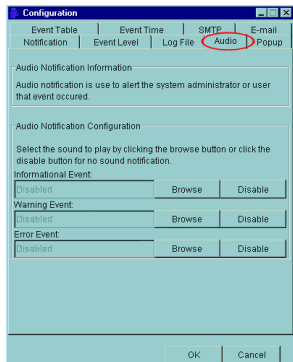 Configuration
Event Table Event Time SMTP E-mail
Notification Event Level Log File Audio Popup
Audio Notification Information
Audio notification is use to alert the system administrator or user
that event occured.
Audio Notification Configuration
Select the sound to play by clicking the browse button or click the
disable button for no sound notification.
Informational Event:
Disabled Browse Disable
Warning Event:
Disabled Browse Disable
Error Event:
Disabled Browse Disable
OK Cancel